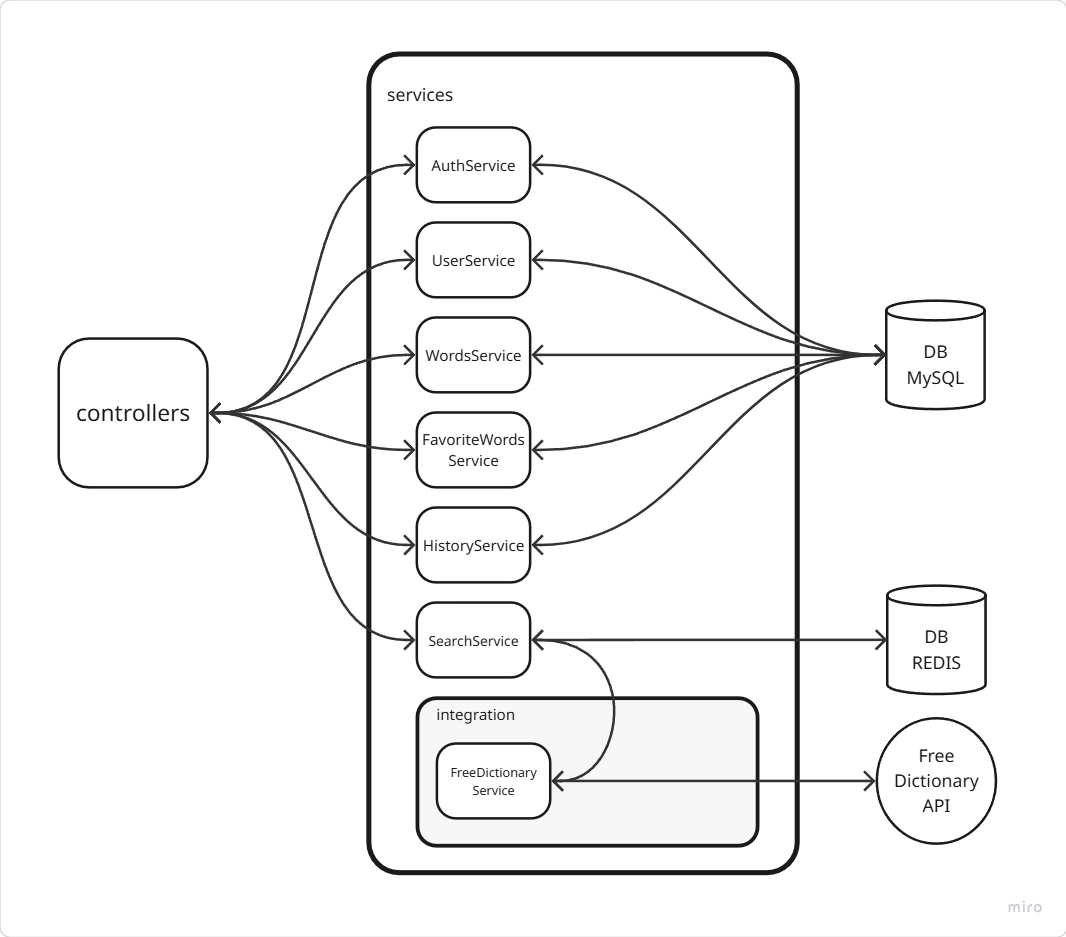 services
AuthService
UserService
WordsService
FavoriteWords
Service
HistoryService
SearchService
integration
FreeDictionary
Service
controllers
DB
MySQL
DB
REDIS
Free
Dictionary
API
miro